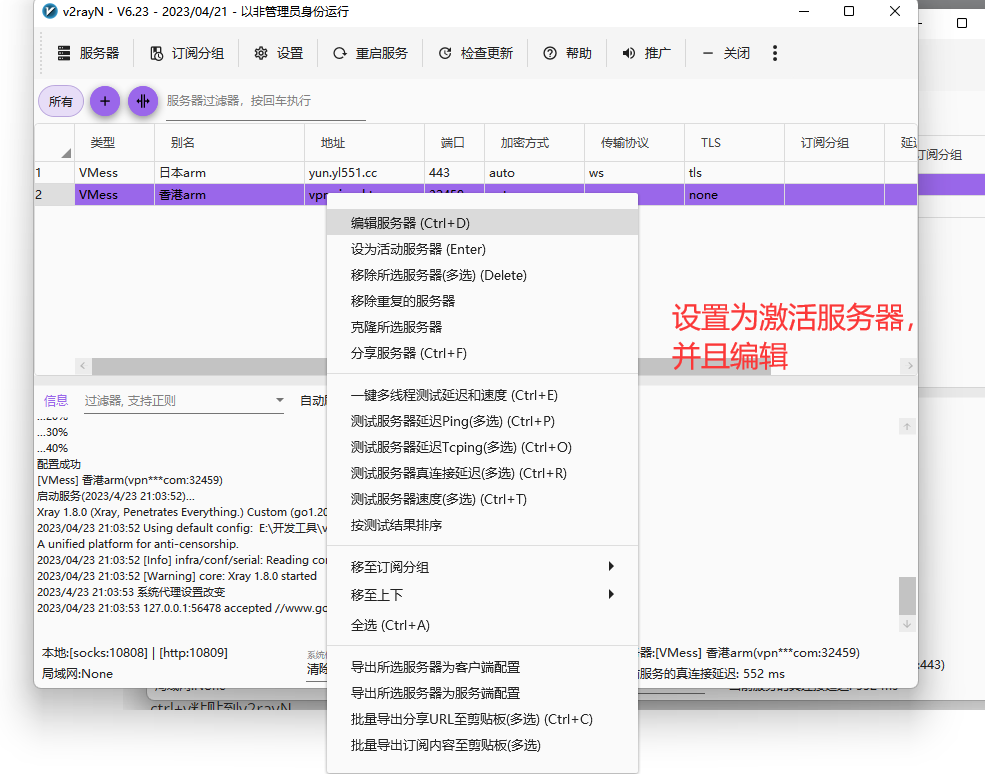 v2rayN - V6.23 - 2023/04/21 - 以非管理员身份运行
服务器 订阅分组 设置 重启服务 检查更新 帮助 推广 关闭
所有 服务器过滤器，按回车执行
类型 别名 地址 端口 加密方式 传输协议 TLS 订阅分组
订阅分组
1 VMess 日本arm yun.yl551.cc 443 auto ws tls
2 VMess 香港arm none
编辑服务器 (Ctrl+D)
设为活动服务器 (Enter)
移除所选服务器(多选) (Delete)
移除重复的服务器
克隆所选服务器
分享服务器 (Ctrl+F)
一键多线程测试延迟和速度 (Ctrl+E)
测试服务器延迟Ping(多选) (Ctrl+P)
测试服务器延迟Tcping(多选) (Ctrl+O)
测试服务器真连接延迟(多选) (Ctrl+R)
测试服务器速度(多选) (Ctrl+T)
按测试结果排序
移至订阅分组
移至上下
全选 (Ctrl+A)
导出所选服务器为客户端配置
导出所选服务器为服务端配置
批量导出分享URL至剪贴板(多选) (Ctrl+C)
批量导出订阅内容至剪贴板(多选)
设置为激活服务器，
并且编辑
信息 过滤器, 支持正则 自动
...20%
...30%
...40%
配置成功
[VMess] 香港arm(vpn***com:32459)
启动服务(2023/4/23 21:03:52)...
Xray 1.8.0 (Xray, Penetrates Everything.) Custom (go1.20
2023/04/23 21:03:52 Using default config: E:\开发工具\v
A unified platform for anti-censorship.
2023/04/23 21:03:52 [Info] infra/conf/serial: Reading co
2023/04/23 21:03:52 [Warning] core: Xray 1.8.0 started
2023/4/23 21:03:53 系统代理设置改变
2023/04/23 21:03:53 127.0.0.1:56478 accepted //www.go
本地:[socks:10808] | [http:10809]
局域网:None
清除
器:[VMess] 香港arm(vpn***com:32459)
服务的真连接延迟: 552 ms
:443)
局域网:None
当前服务的真连接延迟: 552 ms
ctrl+v粘贴到v2rayN